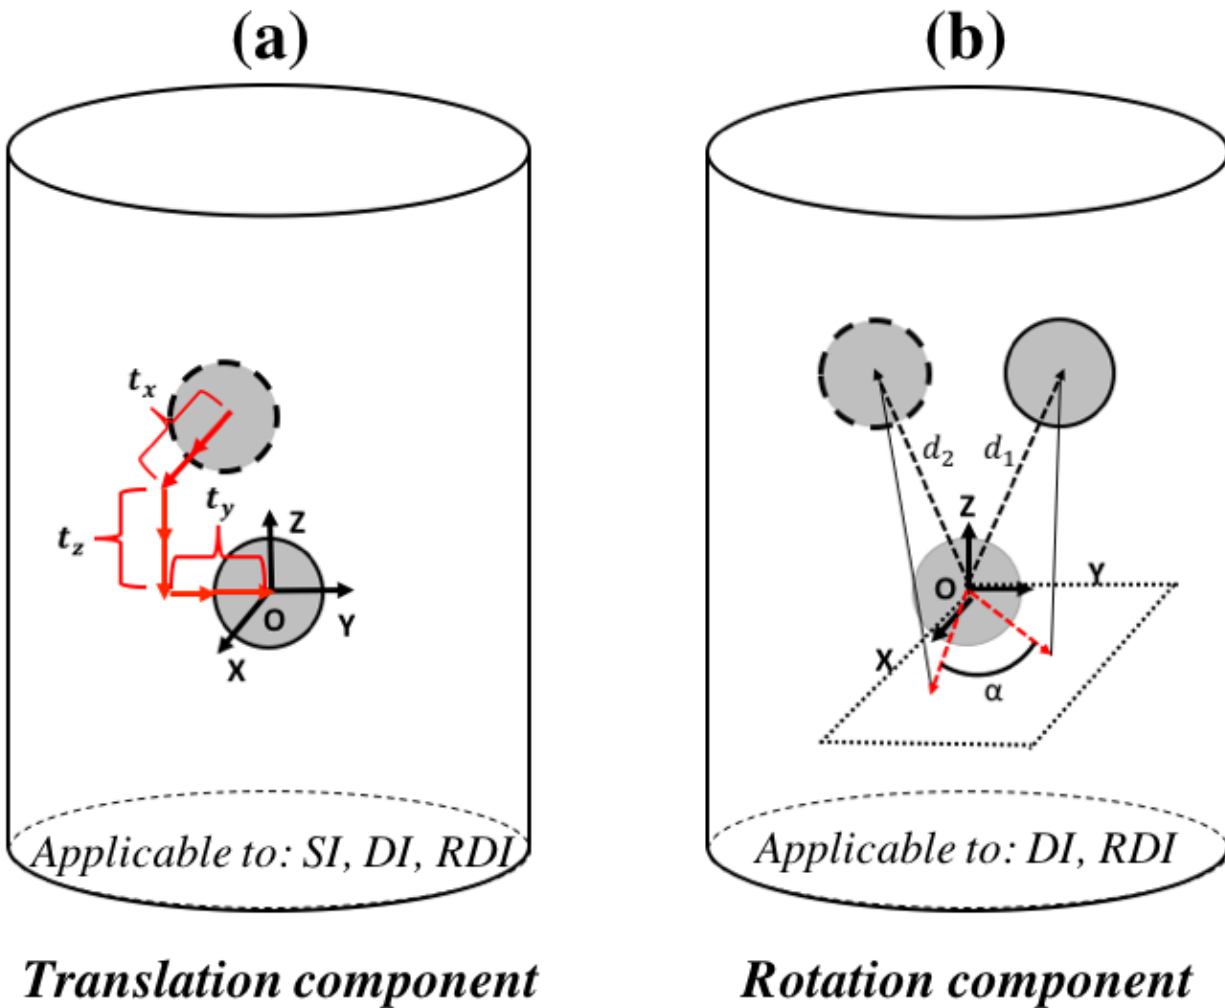 (a)
t_x
t_y
t_z
Z
O
Y
X
Applicable to: SI, DI, RDI
Translation component
(b)
d_2
d_1
Z
O
Y
X
α
Applicable to: DI, RDI
Rotation component